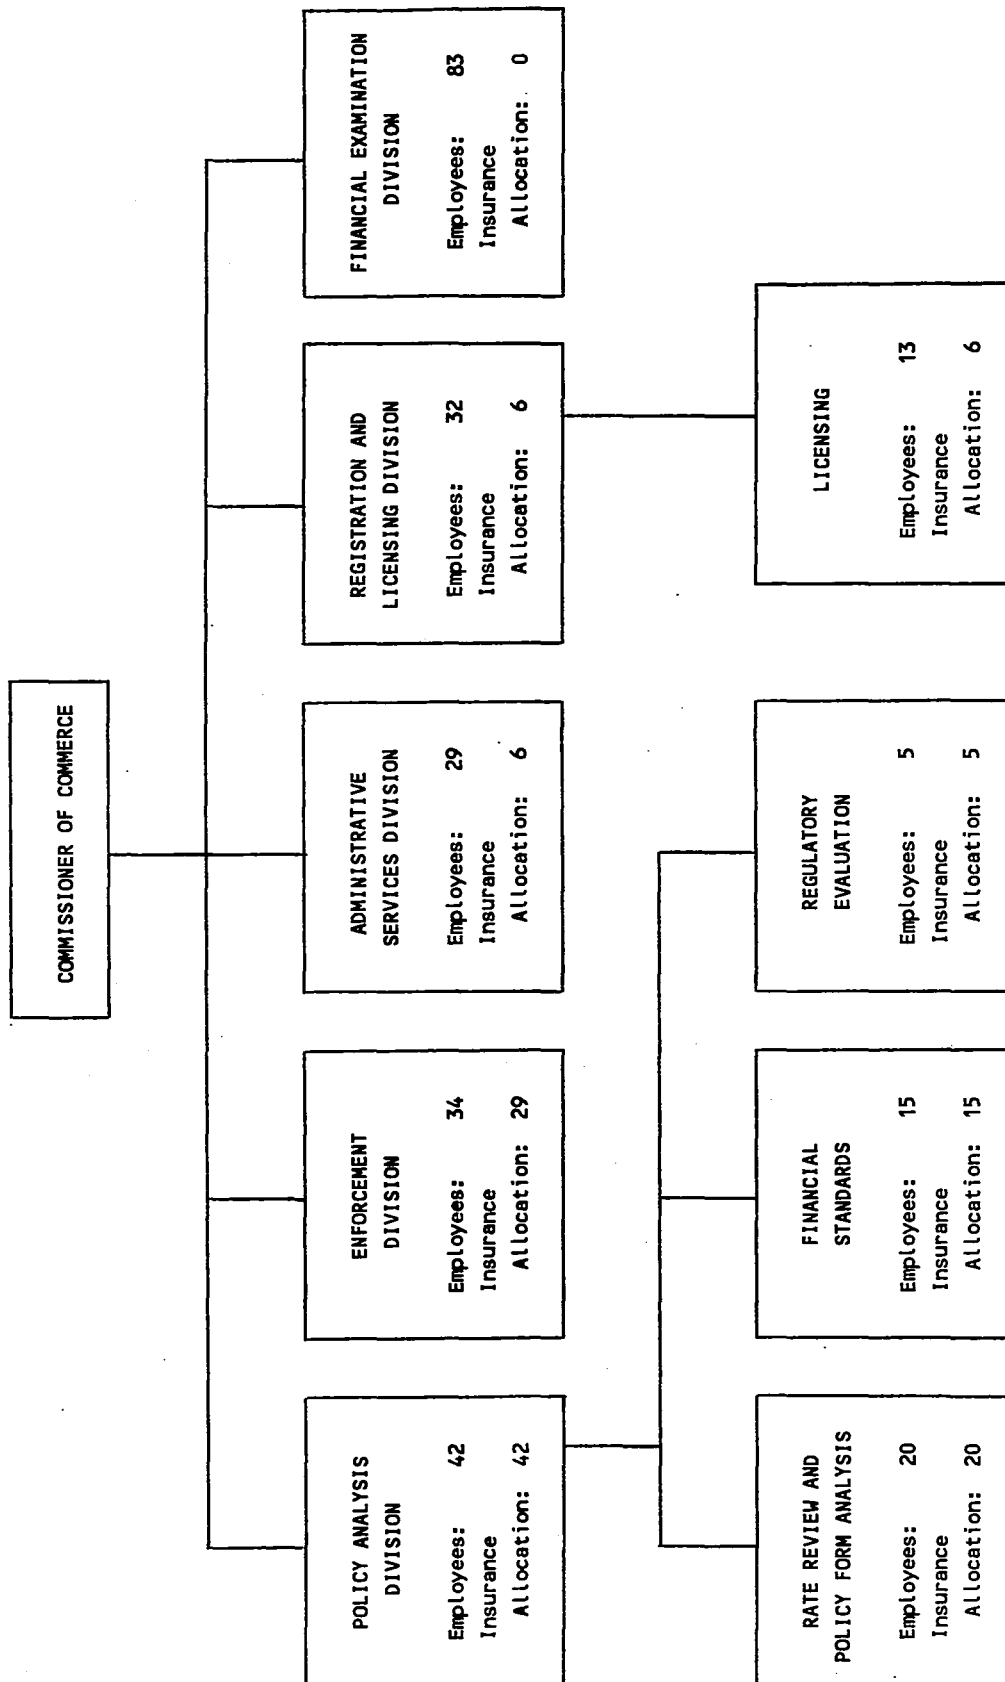 COMMISSIONER OF COMMERCE
POLICY ANALYSIS
DIVISION
Employees: 42
Insurance
Allocation: 42
ENFORCEMENT
DIVISION
Employees: 34
Insurance
Allocation: 29
ADMINISTRATIVE
SERVICES DIVISION
Employees: 29
Insurance
Allocation: 6
REGISTRATION AND
LICENSING DIVISION
Employees: 32
Insurance
Allocation: 6
FINANCIAL EXAMINATION
DIVISION
Employees: 83
Insurance
Allocation: 0
RATE REVIEW AND
POLICY FORM ANALYSIS
Employees: 20
Insurance
Allocation: 20
FINANCIAL
STANDARDS
Employees: 15
Insurance
Allocation: 15
REGULATORY
EVALUATION
Employees: 5
Insurance
Allocation: 5
LICENSING
Employees: 13
Insurance
Allocation: 6